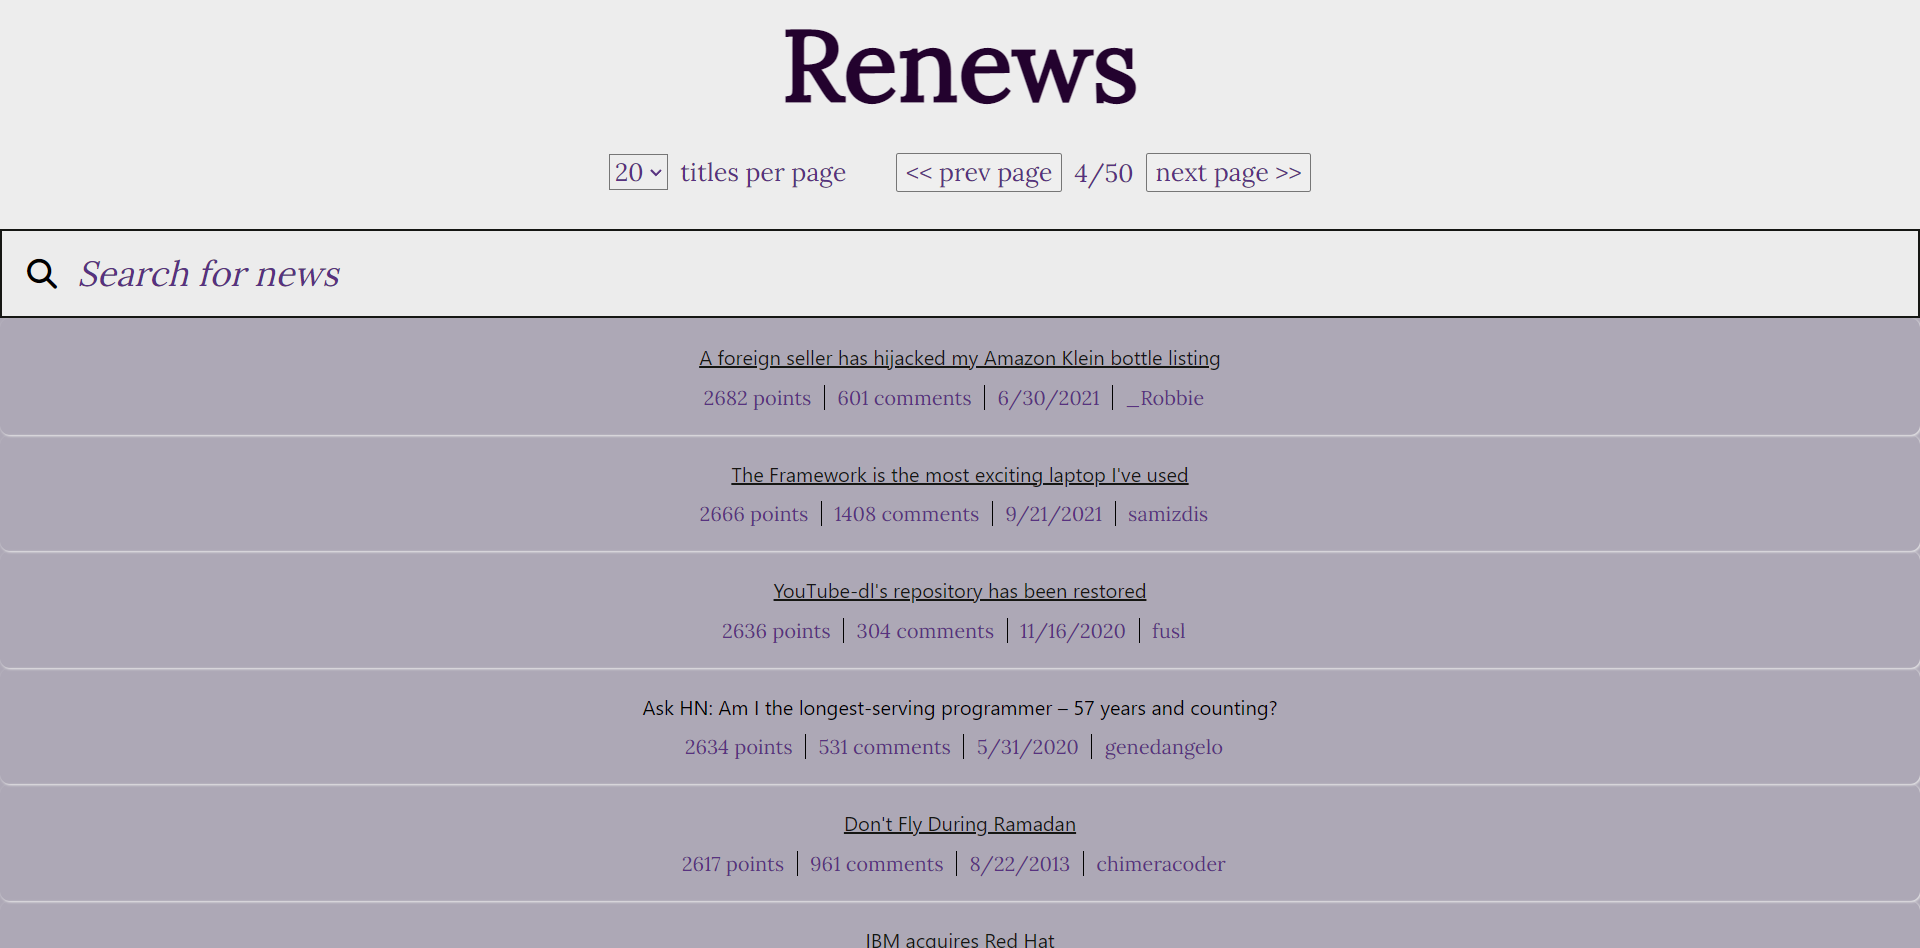 Renews
20 titles per page << prev page 4/50 next page >>
Search for news
A foreign seller has hijacked my Amazon Klein bottle listing
2682 points 601 comments 6/30/2021 _Robbie
The Framework is the most exciting laptop I've used
2666 points 1408 comments 9/21/2021 samizdis
YouTube-dl's repository has been restored
2636 points 304 comments 11/16/2020 fusl
Ask HN: Am I the longest-serving programmer – 57 years and counting?
2634 points 531 comments 5/31/2020 genedangelo
Don't Fly During Ramadan
2617 points 961 comments 8/22/2013 chimeracoder
IBM acquires Red Hat